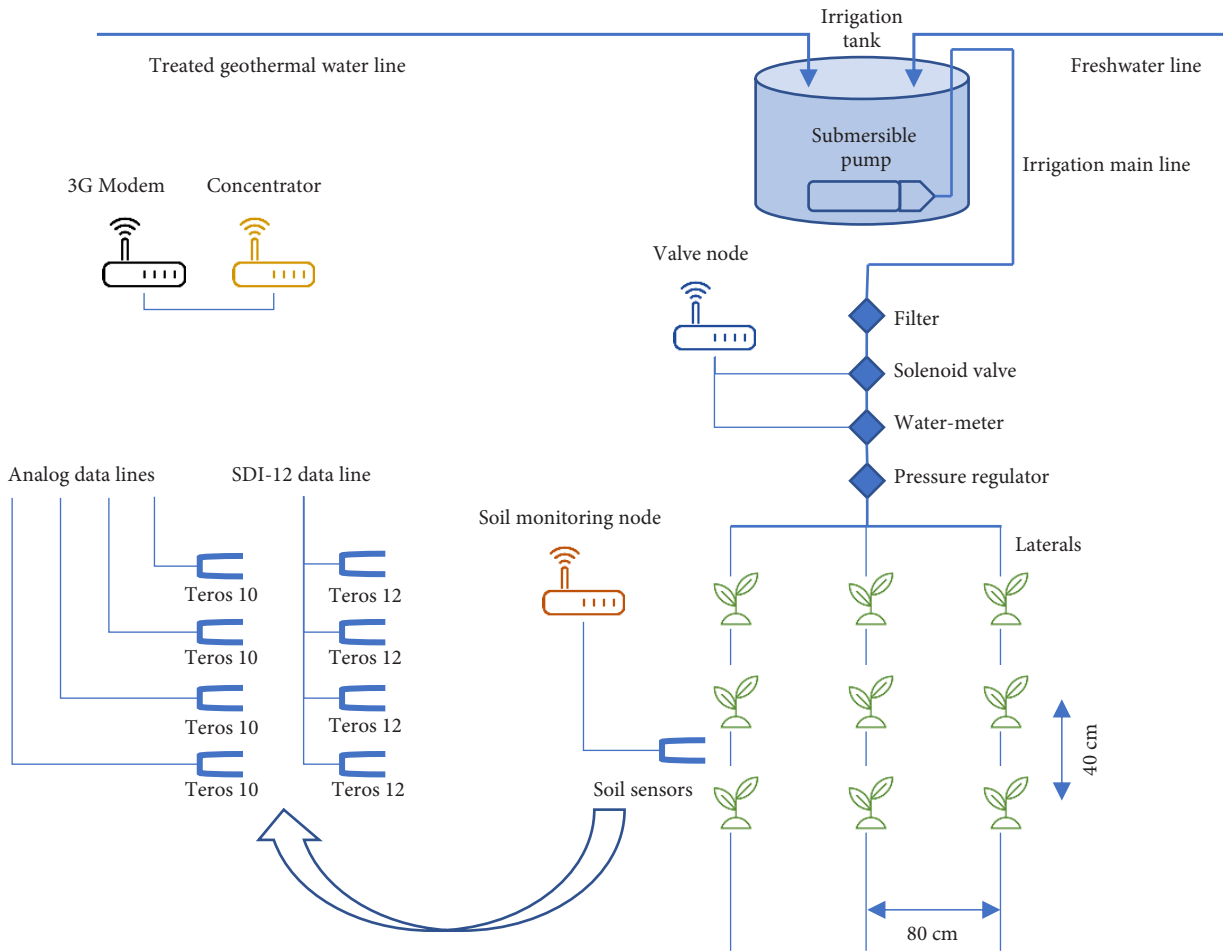 Irrigation
tank
Treated geothermal water line
Freshwater line
Submersible
pump
Irrigation main line
3G Modem
Concentrator
Valve node
Filter
Solenoid valve
Water-meter
Pressure regulator
Analog data lines
SDI-12 data line
Soil monitoring node
Laterals
Teros 10
Teros 12
Teros 10
Teros 12
Teros 10
Teros 12
Teros 10
Teros 12
Soil sensors
40 cm
80 cm